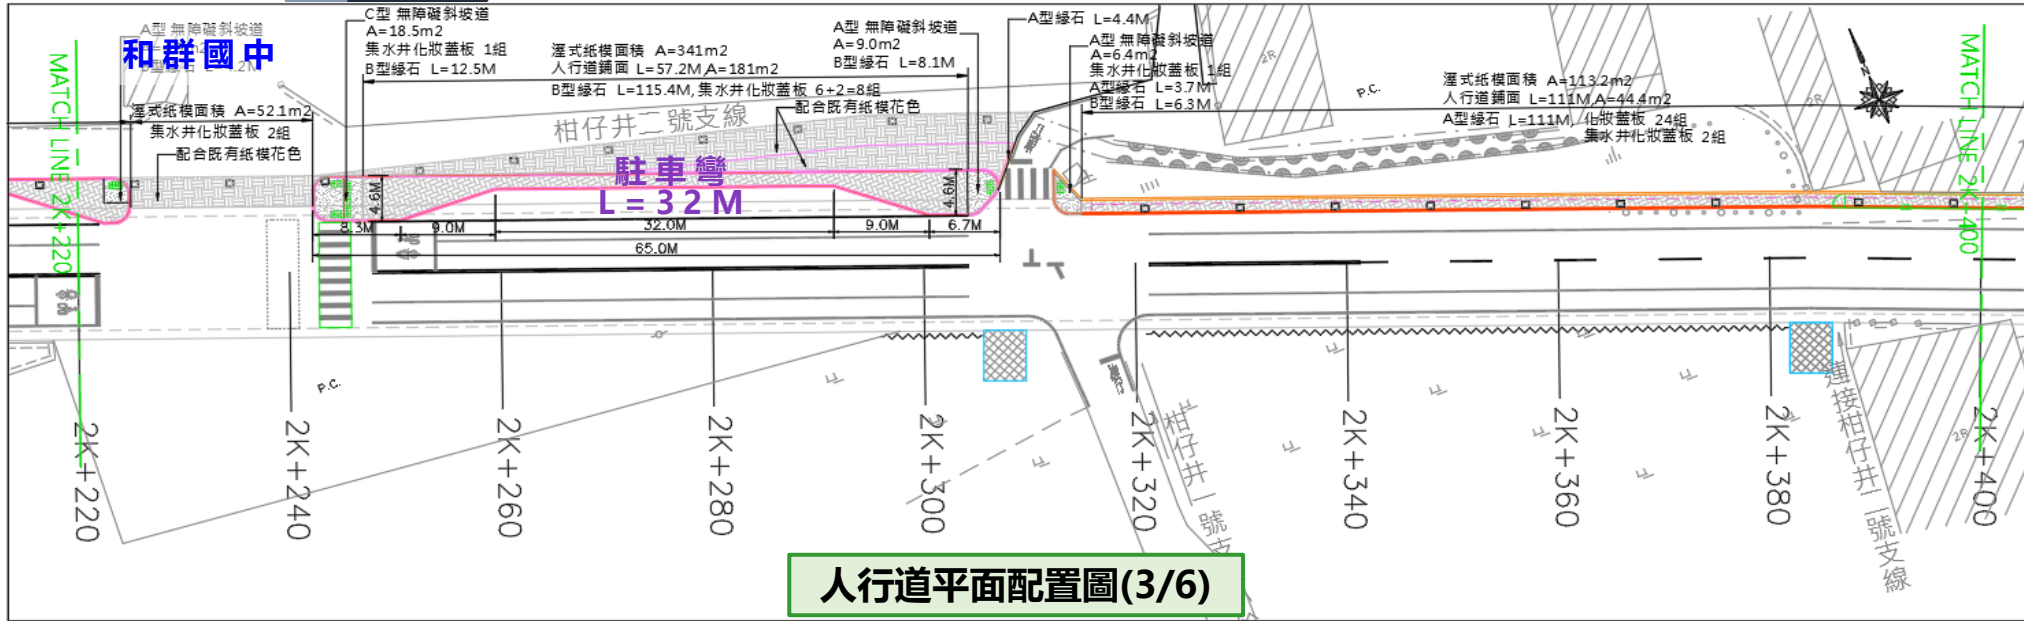 A型 無障礙斜坡道
和群國中
MATCH LINE 2K+220
溼式紙模面積 A=52.1m2
集水井化妝蓋板 2組
配合既有紙模花色
C型 無障礙斜坡道
A=18.5m2
集水井化妝蓋板 1組
B型緣石 L=12.5M
溼式紙模面積 A=341m2
人行道鋪面 L=57.2M,A=181m2
B型緣石 L=115.4M,集水井化妝蓋板 6+2=8組
配合既有紙模花色
A型 無障礙斜坡道
A=9.0m2
B型緣石 L=8.1M
A型緣石 L=4.4M
A型 無障礙斜坡道
A=6.4m2
集水井化妝蓋板 1組
A型緣石 L=3.7M
B型緣石 L=6.3M
P.C.
2R
溼式紙模面積 A=113.2m2
人行道鋪面 L=111M,A=44.4m2
A型緣石 L=111M, 化妝蓋板 24組
集水井化妝蓋板 2組
2R
N
MATCH LINE 2K+400
柑仔井二號支線
駐車彎
L=32M
4.6M
4.6M
8.3M
9.0M
32.0M
9.0M
6.7M
65.0M
P.C.
2K+220
2K+240
2K+260
2K+280
2K+300
2K+320
2K+340
2K+360
2K+380
2K+400
柑仔井一號支
連接柑仔井二號支線
2R
人行道平面配置圖(3/6)